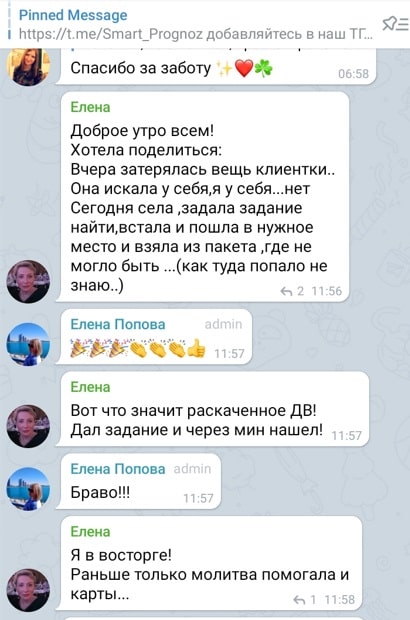 Pinned Message
https://t.me/Smart_Prognoz добавляйтесь в наш ТГ...
Спасибо за заботу ✨❤️☘️
06:58
Елена
Доброе утро всем!
Хотела поделиться:
Вчера затерялась вещь клиентки..
Она искала у себя,я у себя...нет
Сегодня села ,задала задание
найти,встала и пошла в нужное
место и взяла из пакета ,где не
могло быть ...(как туда попало не
знаю..)
2 11:56
Елена Попова admin
🎉🎉🎉👏👏👏👍 11:57
Елена
Вот что значит раскаченное ДВ!
Дал задание и через мин нашел! 11:57
Елена Попова admin
Браво!!! 11:57
Елена
Я в восторге!
Раньше только молитва помогала и
карты...
1 11:58